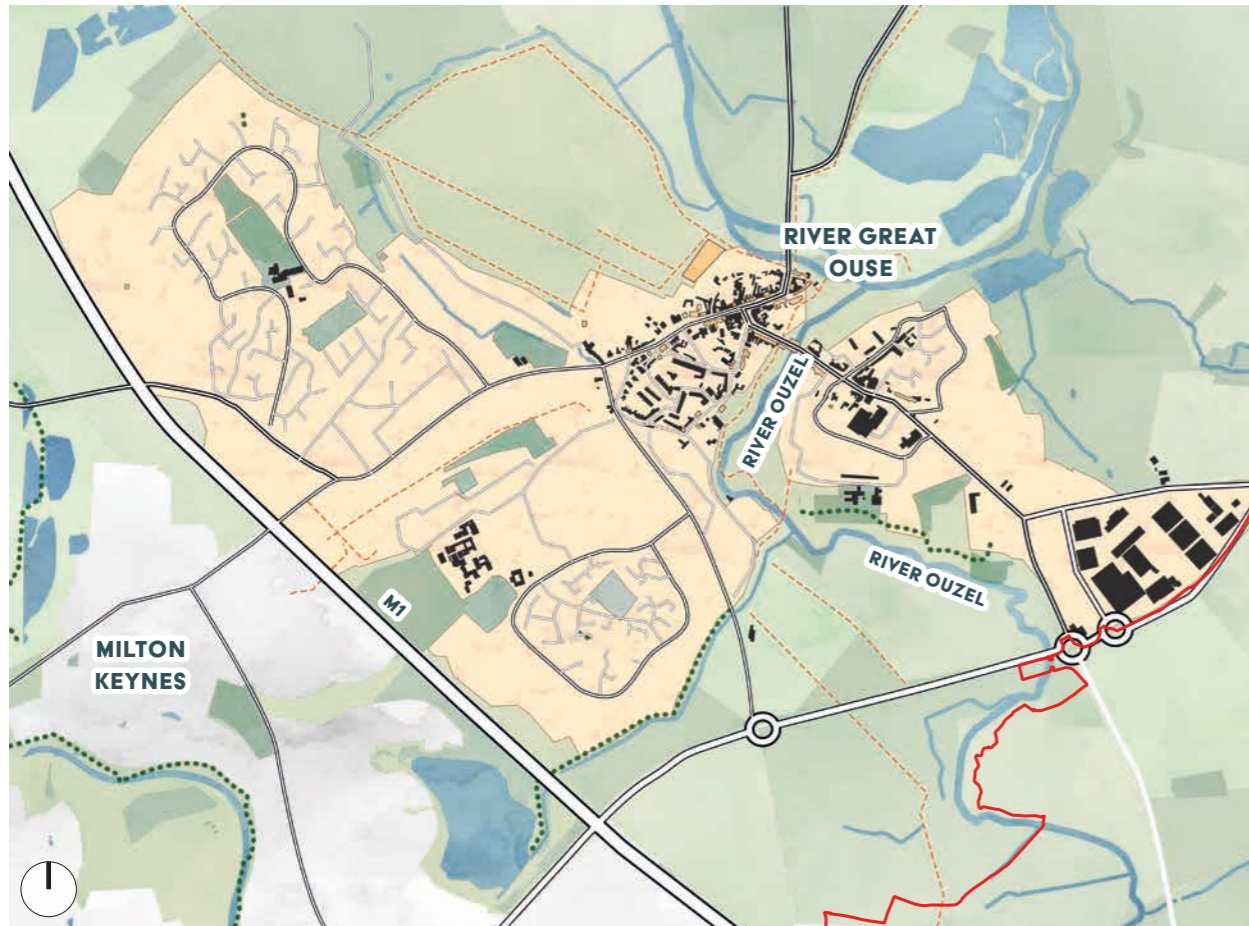 RIVER GREAT
OUSE
RIVER OUZEL
RIVER OUZEL
M1
MILTON
KEYNES